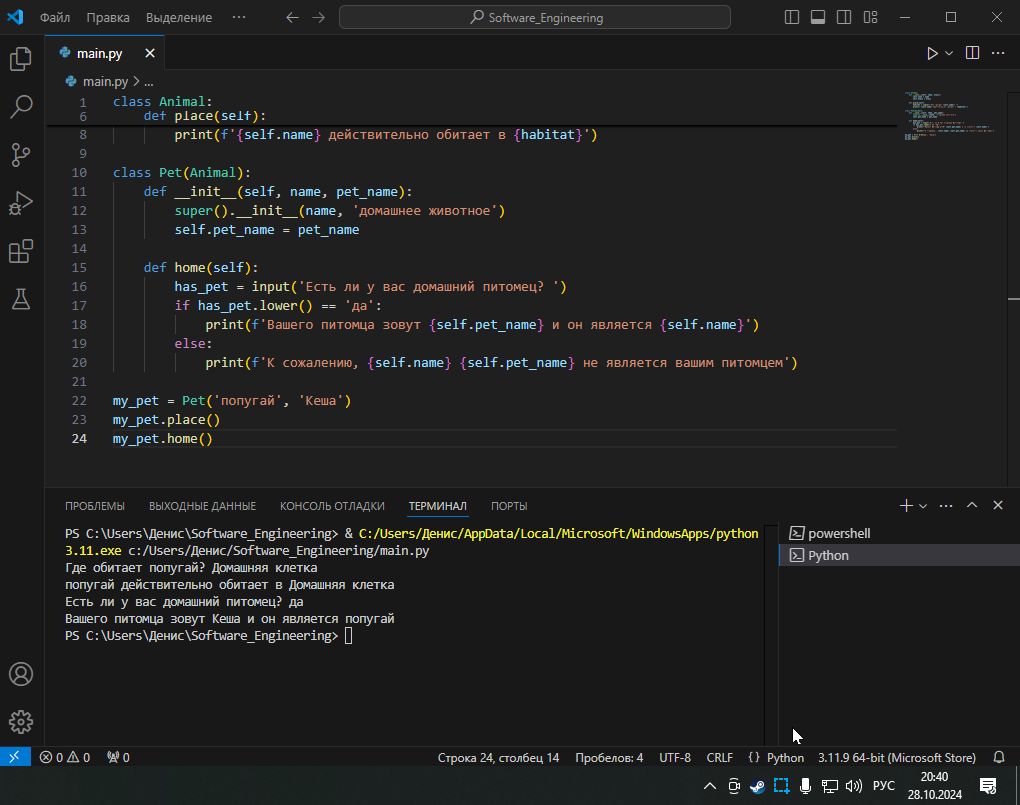 Файл Правка Выделение ··· Software_Engineering
main.py
main.py > ...
1 class Animal:
6 def place(self):
8 print(f'{self.name} действительно обитает в {habitat}')
9
10 class Pet(Animal):
11 def __init__(self, name, pet_name):
12 super().__init__(name, 'домашнее животное')
13 self.pet_name = pet_name
14
15 def home(self):
16 has_pet = input('Есть ли у вас домашний питомец? ')
17 if has_pet.lower() == 'да':
18 print(f'Вашего питомца зовут {self.pet_name} и он является {self.name}')
19 else:
20 print(f'К сожалению, {self.name} {self.pet_name} не является вашим питомцем')
21
22 my_pet = Pet('попугай', 'Кеша')
23 my_pet.place()
24 my_pet.home()
ПРОБЛЕМЫ ВЫХОДНЫЕ ДАННЫЕ КОНСОЛЬ ОТЛАДКИ ТЕРМИНАЛ ПОРТЫ
PS C:\Users\Денис\Software_Engineering> & C:/Users/Денис/AppData/Local/Microsoft/WindowsApps/python
3.11.exe c:/Users/Денис/Software_Engineering/main.py
Где обитает попугай? Домашняя клетка
попугай действительно обитает в Домашняя клетка
Есть ли у вас домашний питомец? да
Вашего питомца зовут Кеша и он является попугай
PS C:\Users\Денис\Software_Engineering>
powershell
Python
0 0 0 Строка 24, столбец 14 Пробелов: 4 UTF-8 CRLF {} Python 3.11.9 64-bit (Microsoft Store)
РУС
20:40
28.10.2024